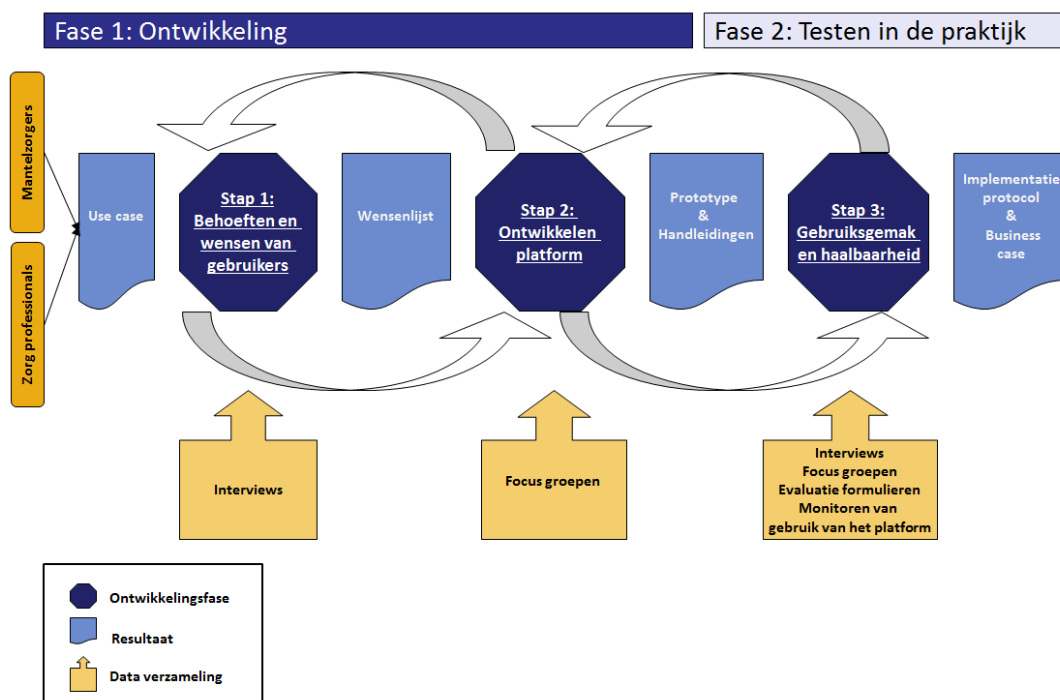 Fase 1: Ontwikkeling
Fase 2: Testen in de praktijk
Mantelzorgers
Zorg professionals
Use case
Stap 1:
Behoeften en
wensen van
gebruikers
Wensenlijst
Stap 2:
Ontwikkelen
platform
Prototype
&
Handleidingen
Stap 3:
Gebruiksgemak
en haalbaarheid
Implementatie
protocol
&
Business
case
Interviews
Focus groepen
Interviews
Focus groepen
Evaluatie formulieren
Monitoren van
gebruik van het platform
Ontwikkelingsfase
Resultaat
Data verzameling